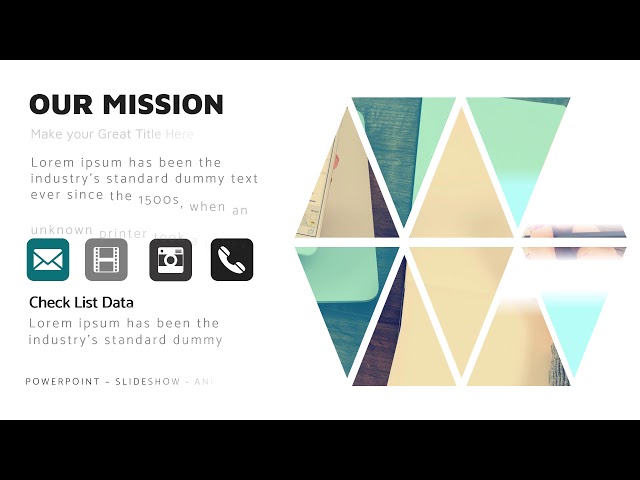 OUR MISSION
Make your Great Title Here
Lorem ipsum has been the
industry's standard dummy text
ever since the 1500s, when an
unknown printer took
Check List Data
Lorem ipsum has been the
industry's standard dummy
POWERPOINT – SLIDESHOW - ANI